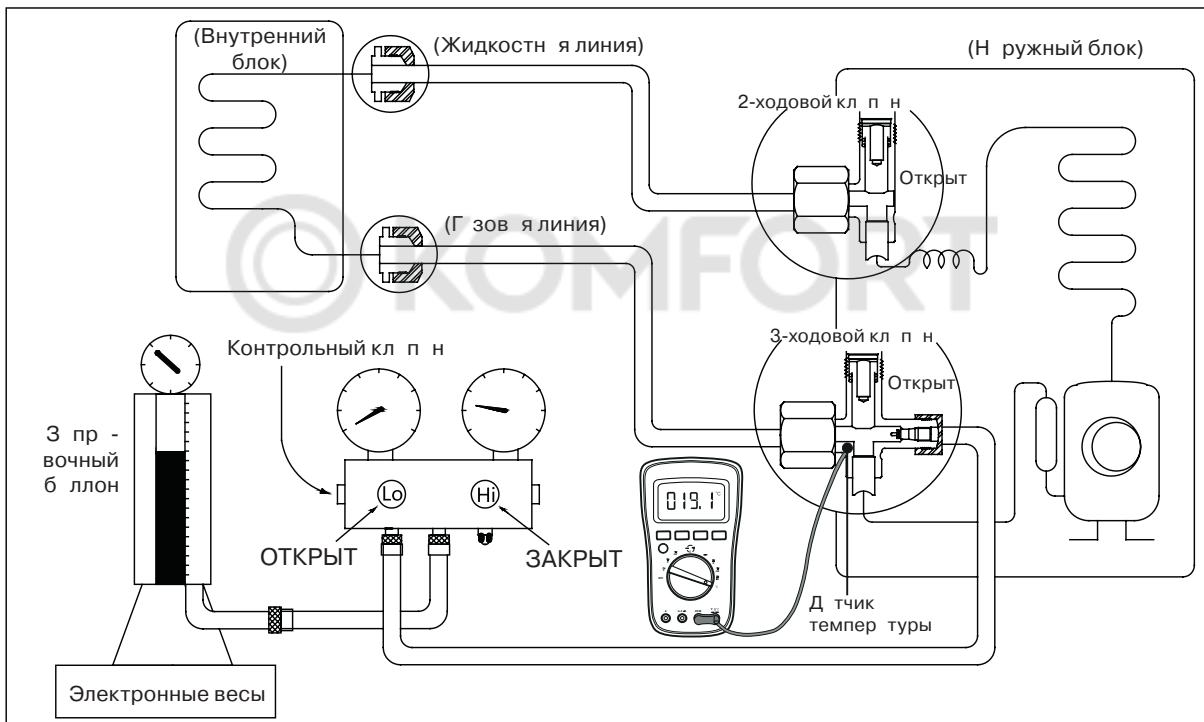 (Внутренний
блок)
(Жидкостн я линия)
(Н ружный блок)
2-ходовой кл п н
Открыт
(Г зов я линия)
KOMFORT
3-ходовой кл п н
Открыт
Контрольный кл п н
З пр -
вочный
б ллон
Lo
Hi
019.1 °C
ОТКРЫТ
ЗАКРЫТ
Д тчик
темпер туры
Электронные весы